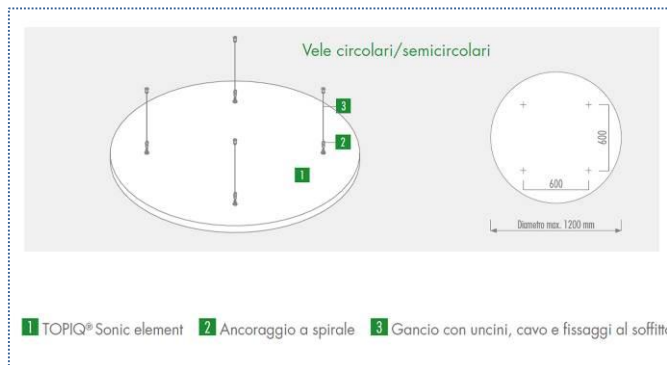 Vele circolari/semicircolari
3
2
1
600
600
Diametro max. 1200 mm
1 TOPIQ® Sonic element 2 Ancoraggio a spirale 3 Gancio con uncini, cavo e fissaggi al soffitto